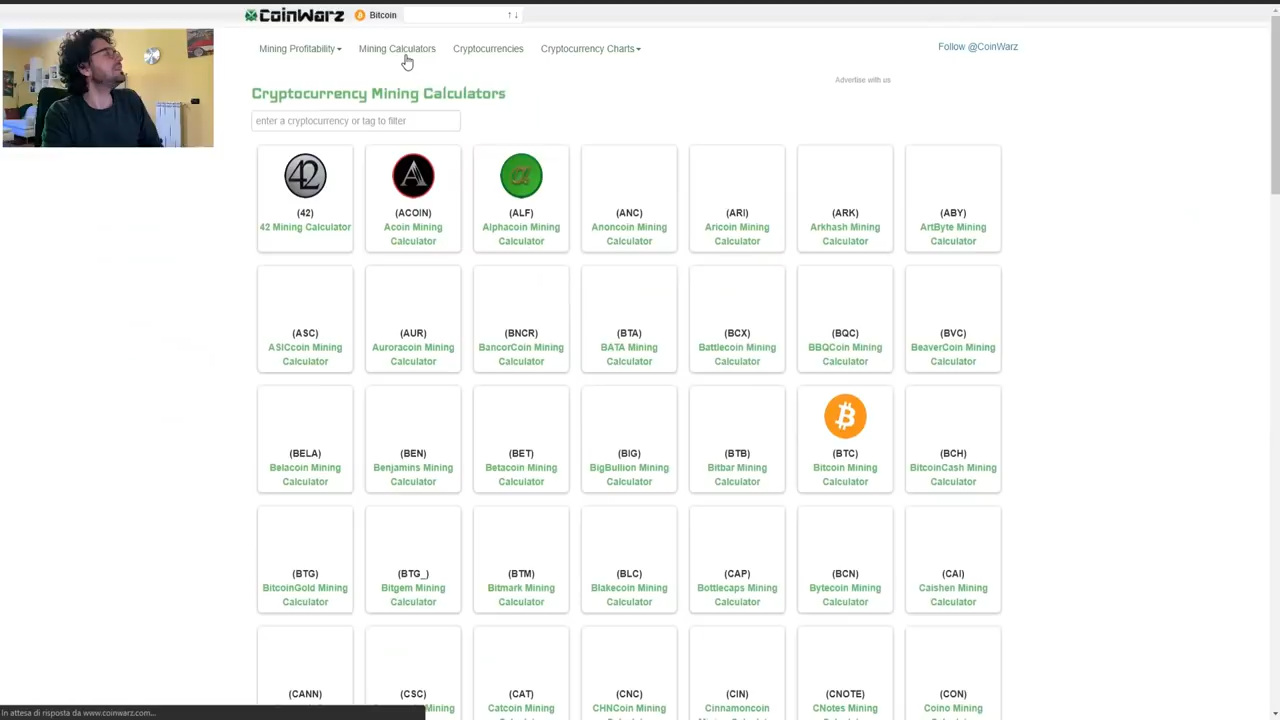 CoinWarz Bitcoin ↑ ↓
Mining Profitability Mining Calculators Cryptocurrencies Cryptocurrency Charts Follow @CoinWarz
Advertise with us
Cryptocurrency Mining Calculators
enter a cryptocurrency or tag to filter
42
(42) (ACOIN) (ALF) (ANC) (ARI) (ARK) (ABY)
42 Mining Calculator Acoin Mining Alphacoin Mining Anoncoin Mining Aricoin Mining Arkhash Mining ArtByte Mining
Calculator Calculator Calculator Calculator Calculator Calculator
(ASC) (AUR) (BNCR) (BTA) (BCX) (BQC) (BVC)
ASICcoin Mining Auroracoin Mining BancorCoin Mining BATA Mining Battlecoin Mining BBQCoin Mining BeaverCoin Mining
Calculator Calculator Calculator Calculator Calculator Calculator Calculator
(BELA) (BEN) (BET) (BIG) (BTB) (BTC) (BCH)
Belacoin Mining Benjamins Mining Betacoin Mining BigBullion Mining Bitbar Mining Bitcoin Mining BitcoinCash Mining
Calculator Calculator Calculator Calculator Calculator Calculator Calculator
(BTG) (BTG_) (BTM) (BLC) (CAP) (BCN) (CAI)
BitcoinGold Mining Bitgem Mining Bitmark Mining Blakecoin Mining Bottlecaps Mining Bytecoin Mining Caishen Mining
Calculator Calculator Calculator Calculator Calculator Calculator Calculator
(CANN) (CSC) (CAT) (CNC) (CIN) (CNOTE) (CON)
Catcoin Mining CHNCoin Mining Cinnamoncoin CNotes Mining Coino Mining
In attesa di risposta da www.coinwarz.com...